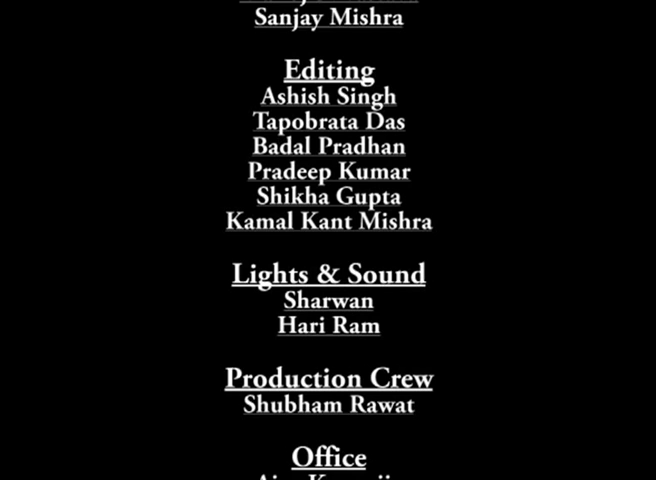 Sanjay Mishra
Editing
Ashish Singh
Tapobrata Das
Badal Pradhan
Pradeep Kumar
Shikha Gupta
Kamal Kant Mishra
Lights & Sound
Sharwan
Hari Ram
Production Crew
Shubham Rawat
Office